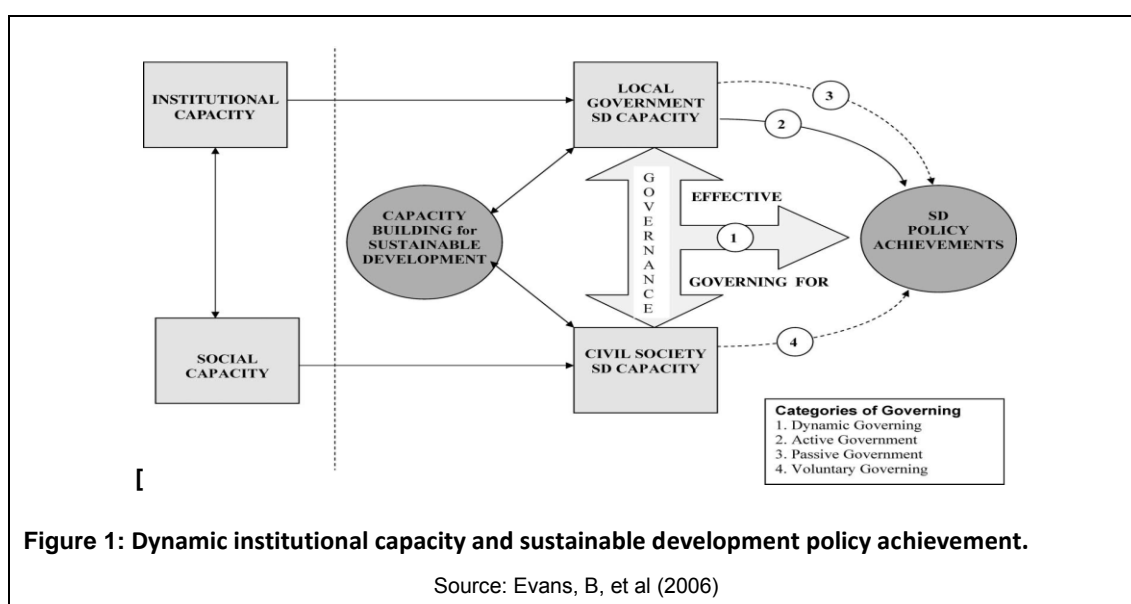 INSTITUTIONAL
CAPACITY
LOCAL
GOVERNMENT
SD CAPACITY
3
2
GOVERNANCE
EFFECTIVE
CAPACITY
BUILDING for
SUSTAINABLE
DEVELOPMENT
1
SD
POLICY
ACHIEVEMENTS
GOVERNING FOR
SOCIAL
CAPACITY
CIVIL SOCIETY
SD CAPACITY
4
Categories of Governing
1. Dynamic Governing
2. Active Government
3. Passive Government
4. Voluntary Governing
[
Figure 1: Dynamic institutional capacity and sustainable development policy achievement.
Source: Evans, B, et al (2006)